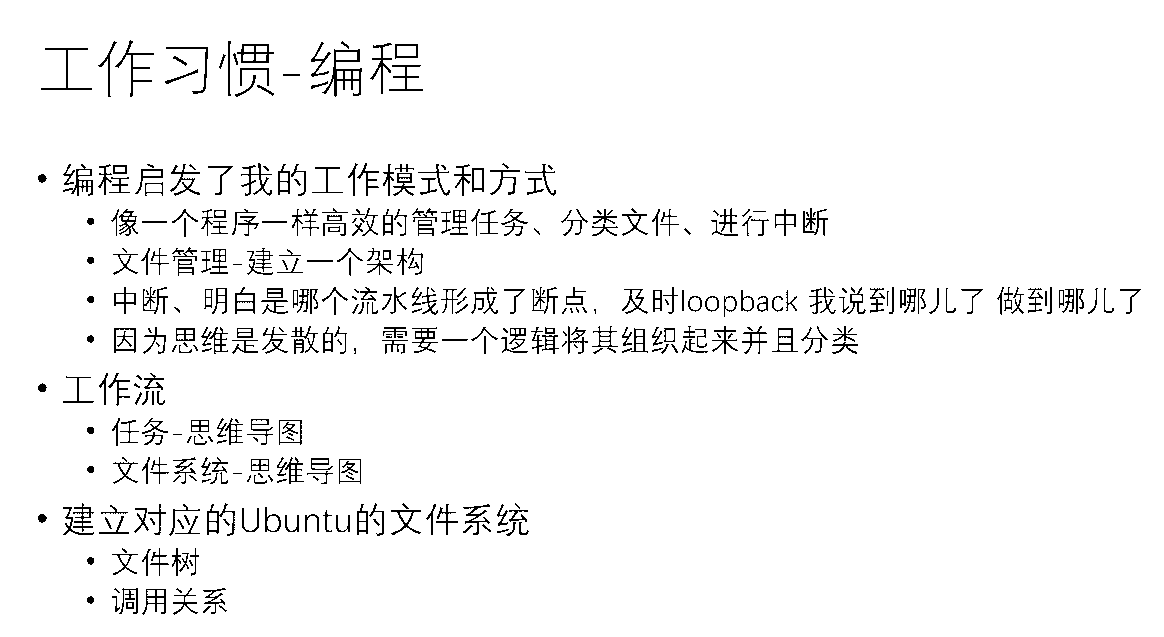 工作习惯-编程
• 编程启发了我的工作模式和方式
• 像一个程序一样高效的管理任务、分类文件、进行中断
• 文件管理-建立一个架构
• 中断、明白是哪个流水线形成了断点，及时loopback 我说到哪儿了 做到哪儿了
• 因为思维是发散的，需要一个逻辑将其组织起来并且分类
• 工作流
• 任务-思维导图
• 文件系统-思维导图
• 建立对应的Ubuntu的文件系统
• 文件树
• 调用关系